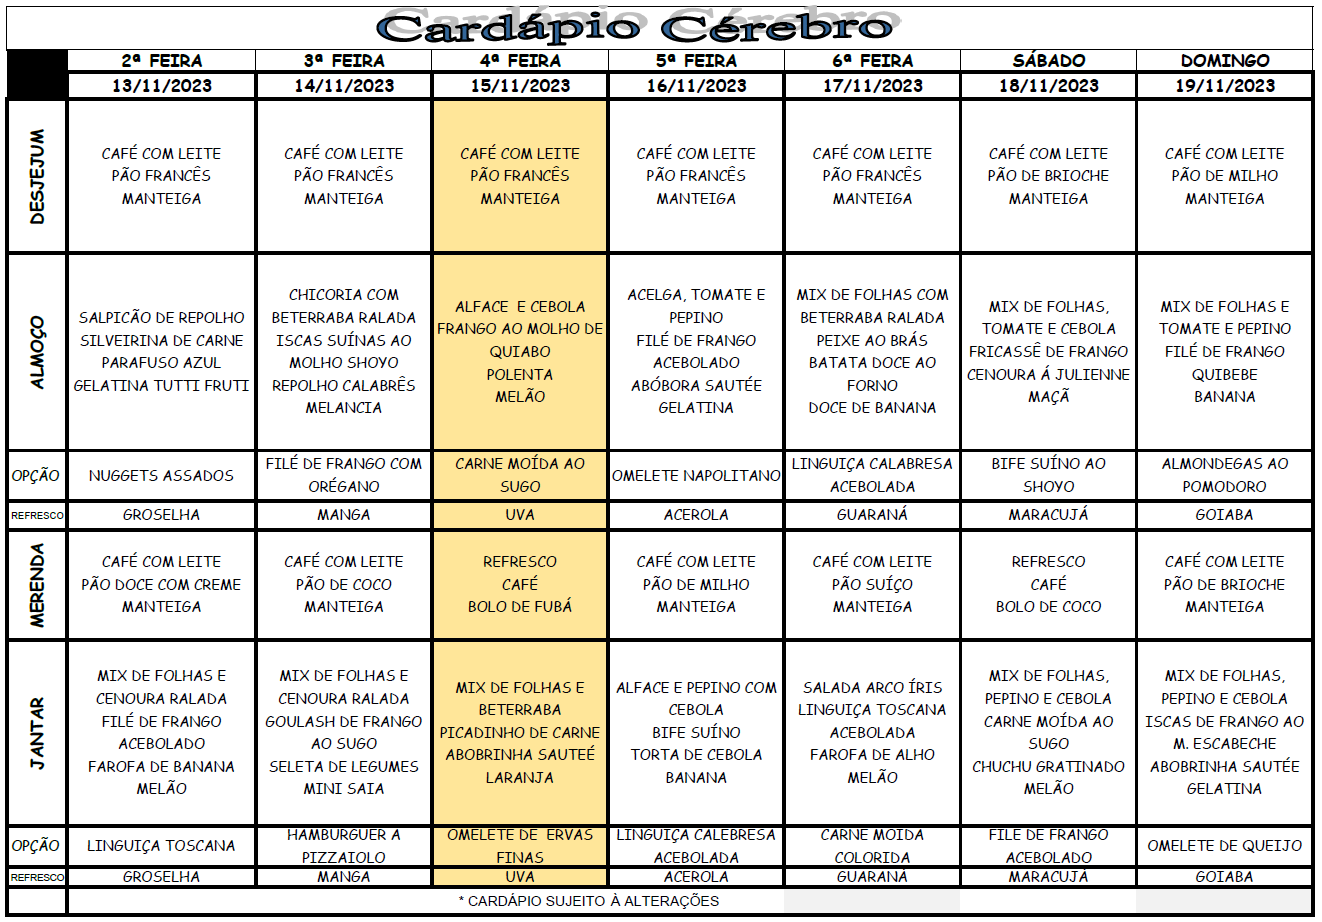 Cardápio Cérebro
2ª FEIRA 3ª FEIRA 4ª FEIRA 5ª FEIRA 6ª FEIRA SÁBADO DOMINGO
13/11/2023 14/11/2023 15/11/2023 16/11/2023 17/11/2023 18/11/2023 19/11/2023
DESJEJUM
CAFÉ COM LEITE
PÃO FRANCÊS
MANTEIGA
CAFÉ COM LEITE
PÃO FRANCÊS
MANTEIGA
CAFÉ COM LEITE
PÃO FRANCÊS
MANTEIGA
CAFÉ COM LEITE
PÃO FRANCÊS
MANTEIGA
CAFÉ COM LEITE
PÃO FRANCÊS
MANTEIGA
CAFÉ COM LEITE
PÃO DE BRIOCHE
MANTEIGA
CAFÉ COM LEITE
PÃO DE MILHO
MANTEIGA
ALMOÇO
SALPICÃO DE REPOLHO
SILVEIRINA DE CARNE
PARAFUSO AZUL
GELATINA TUTTI FRUTI
CHICORIA COM
BETERRABA RALADA
ISCAS SUÍNAS AO
MOLHO SHOYO
REPOLHO CALABRÊS
MELANCIA
ALFACE E CEBOLA
FRANGO AO MOLHO DE
QUIABO
POLENTA
MELÃO
ACELGA, TOMATE E
PEPINO
FILÉ DE FRANGO
ACEBOLADO
ABÓBORA SAUTÉE
GELATINA
MIX DE FOLHAS COM
BETERRABA RALADA
PEIXE AO BRÁS
BATATA DOCE AO
FORNO
DOCE DE BANANA
MIX DE FOLHAS,
TOMATE E CEBOLA
FRICASSÊ DE FRANGO
CENOURA Á JULIENNE
MAÇÃ
MIX DE FOLHAS E
TOMATE E PEPINO
FILÉ DE FRANGO
QUIBEBE
BANANA
OPÇÃO
NUGGETS ASSADOS
FILÉ DE FRANGO COM
ORÉGANO
CARNE MOÍDA AO
SUGO
OMELETE NAPOLITANO
LINGUIÇA CALABRESA
ACEBOLADA
BIFE SUÍNO AO
SHOYO
ALMONDEGAS AO
POMODORO
REFRESCO GROSELHA MANGA UVA ACEROLA GUARANÁ MARACUJÁ GOIABA
MERENDA
CAFÉ COM LEITE
PÃO DOCE COM CREME
MANTEIGA
CAFÉ COM LEITE
PÃO DE COCO
MANTEIGA
REFRESCO
CAFÉ
BOLO DE FUBÁ
CAFÉ COM LEITE
PÃO DE MILHO
MANTEIGA
CAFÉ COM LEITE
PÃO SUÍÇO
MANTEIGA
REFRESCO
CAFÉ
BOLO DE COCO
CAFÉ COM LEITE
PÃO DE BRIOCHE
MANTEIGA
JANTAR
MIX DE FOLHAS E
CENOURA RALADA
FILÉ DE FRANGO
ACEBOLADO
FAROFA DE BANANA
MELÃO
MIX DE FOLHAS E
CENOURA RALADA
GOULASH DE FRANGO
AO SUGO
SELETA DE LEGUMES
MINI SAIA
MIX DE FOLHAS E
BETERRABA
PICADINHO DE CARNE
ABOBRINHA SAUTEÉ
LARANJA
ALFACE E PEPINO COM
CEBOLA
BIFE SUÍNO
TORTA DE CEBOLA
BANANA
SALADA ARCO ÍRIS
LINGUIÇA TOSCANA
ACEBOLADA
FAROFA DE ALHO
MELÃO
MIX DE FOLHAS,
PEPINO E CEBOLA
CARNE MOÍDA AO
SUGO
CHUCHU GRATINADO
MELÃO
MIX DE FOLHAS,
PEPINO E CEBOLA
ISCAS DE FRANGO AO
M. ESCABECHE
ABOBRINHA SAUTÉE
GELATINA
OPÇÃO
LINGUIÇA TOSCANA
HAMBURGUER A
PIZZAIOLO
OMELETE DE ERVAS
FINAS
LINGUIÇA CALEBRESA
ACEBOLADA
CARNE MOIDA
COLORIDA
FILE DE FRANGO
ACEBOLADO
OMELETE DE QUEIJO
REFRESCO GROSELHA MANGA UVA ACEROLA GUARANÁ MARACUJÁ GOIABA
* CARDÁPIO SUJEITO À ALTERAÇÕES